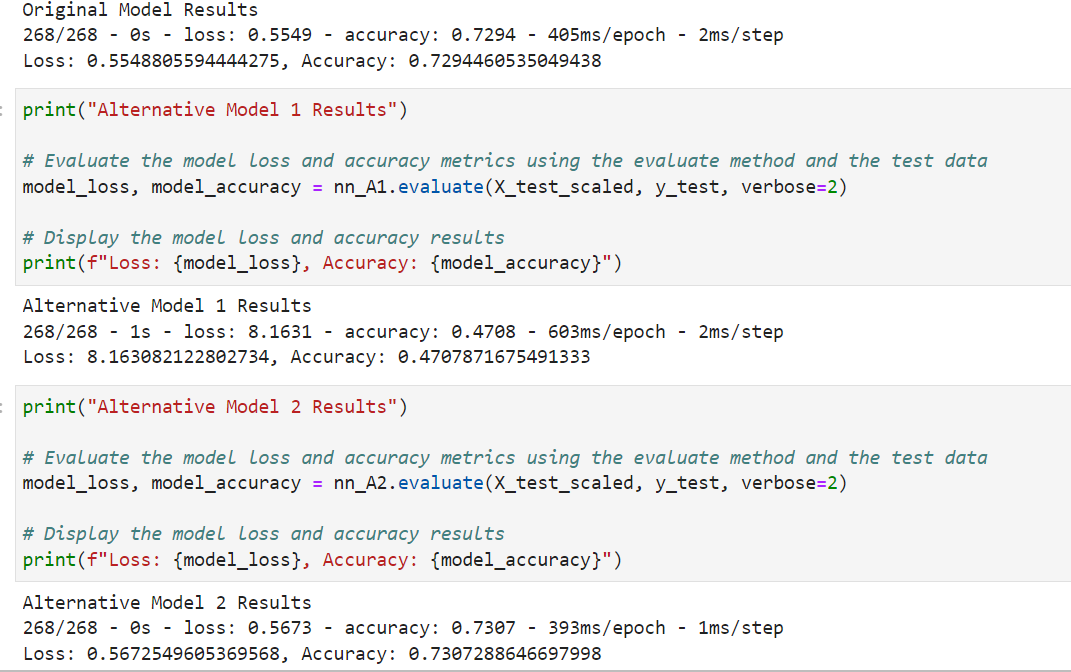 Original Model Results
268/268 - 0s - loss: 0.5549 - accuracy: 0.7294 - 405ms/epoch - 2ms/step
Loss: 0.5548805594444275, Accuracy: 0.7294460535049438
print("Alternative Model 1 Results")
# Evaluate the model loss and accuracy metrics using the evaluate method and the test data
model_loss, model_accuracy = nn_A1.evaluate(X_test_scaled, y_test, verbose=2)
# Display the model loss and accuracy results
print(f"Loss: {model_loss}, Accuracy: {model_accuracy}")
Alternative Model 1 Results
268/268 - 1s - loss: 8.1631 - accuracy: 0.4708 - 603ms/epoch - 2ms/step
Loss: 8.163082122802734, Accuracy: 0.4707871675491333
print("Alternative Model 2 Results")
# Evaluate the model loss and accuracy metrics using the evaluate method and the test data
model_loss, model_accuracy = nn_A2.evaluate(X_test_scaled, y_test, verbose=2)
# Display the model loss and accuracy results
print(f"Loss: {model_loss}, Accuracy: {model_accuracy}")
Alternative Model 2 Results
268/268 - 0s - loss: 0.5673 - accuracy: 0.7307 - 393ms/epoch - 1ms/step
Loss: 0.5672549605369568, Accuracy: 0.7307288646697998